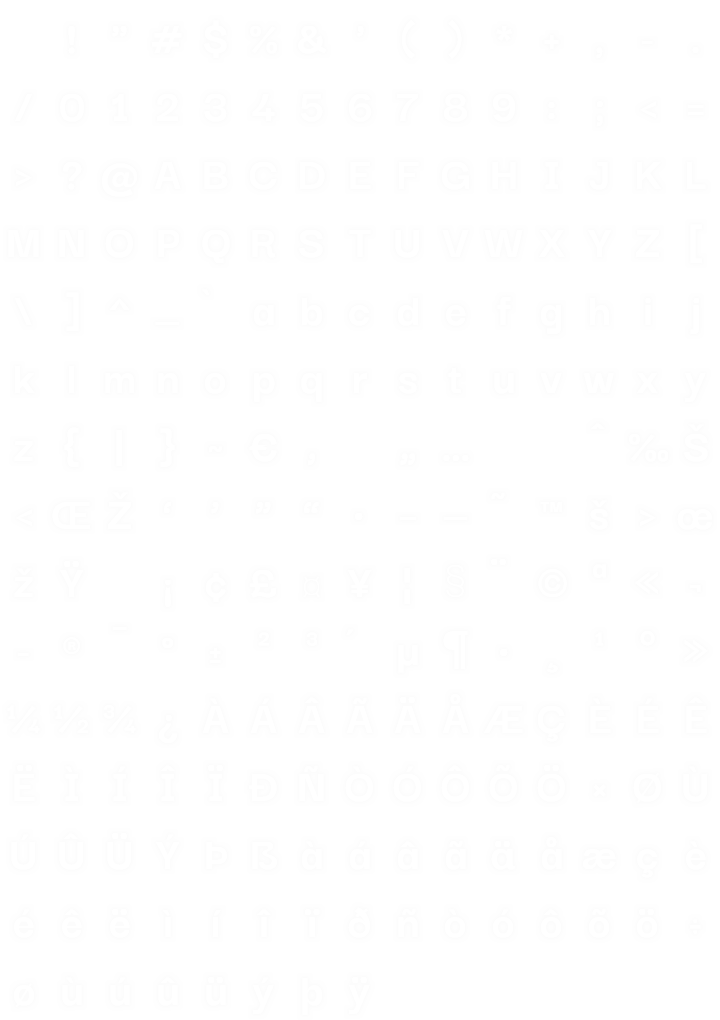 ! " # $ % & ' ( ) * + , - .
/ 0 1 2 3 4 5 6 7 8 9 : ; < =
> ? @ A B C D E F G H I J K L
M N O P Q R S T U V W X Y Z [
\ ] ^ _ ` a b c d e f g h i j
k l m n o p q r s t u v w x y
z { | } ~ € ‚ „ … ˆ ‰ Š
‹ Œ Ž ‘ ’ “ ” • – — ˜ ™ š › œ
ž Ÿ ¡ ¢ £ ¤ ¥ ¦ § ¨ © ª « ¬
- ® ¯ ° ± ² ³ ´ µ ¶ · ¸ ¹ º »
¼ ½ ¾ ¿ À Á Â Ã Ä Å Æ Ç È É Ê
Ë Ì Í Î Ï Ð Ñ Ò Ó Ô Õ Ö × Ø Ù
Ú Û Ü Ý Þ ß à á â ã ä å æ ç è
é ê ë ì í î ï ð ñ ò ó ô õ ö ÷
ø ù ú û ü ý þ ÿ